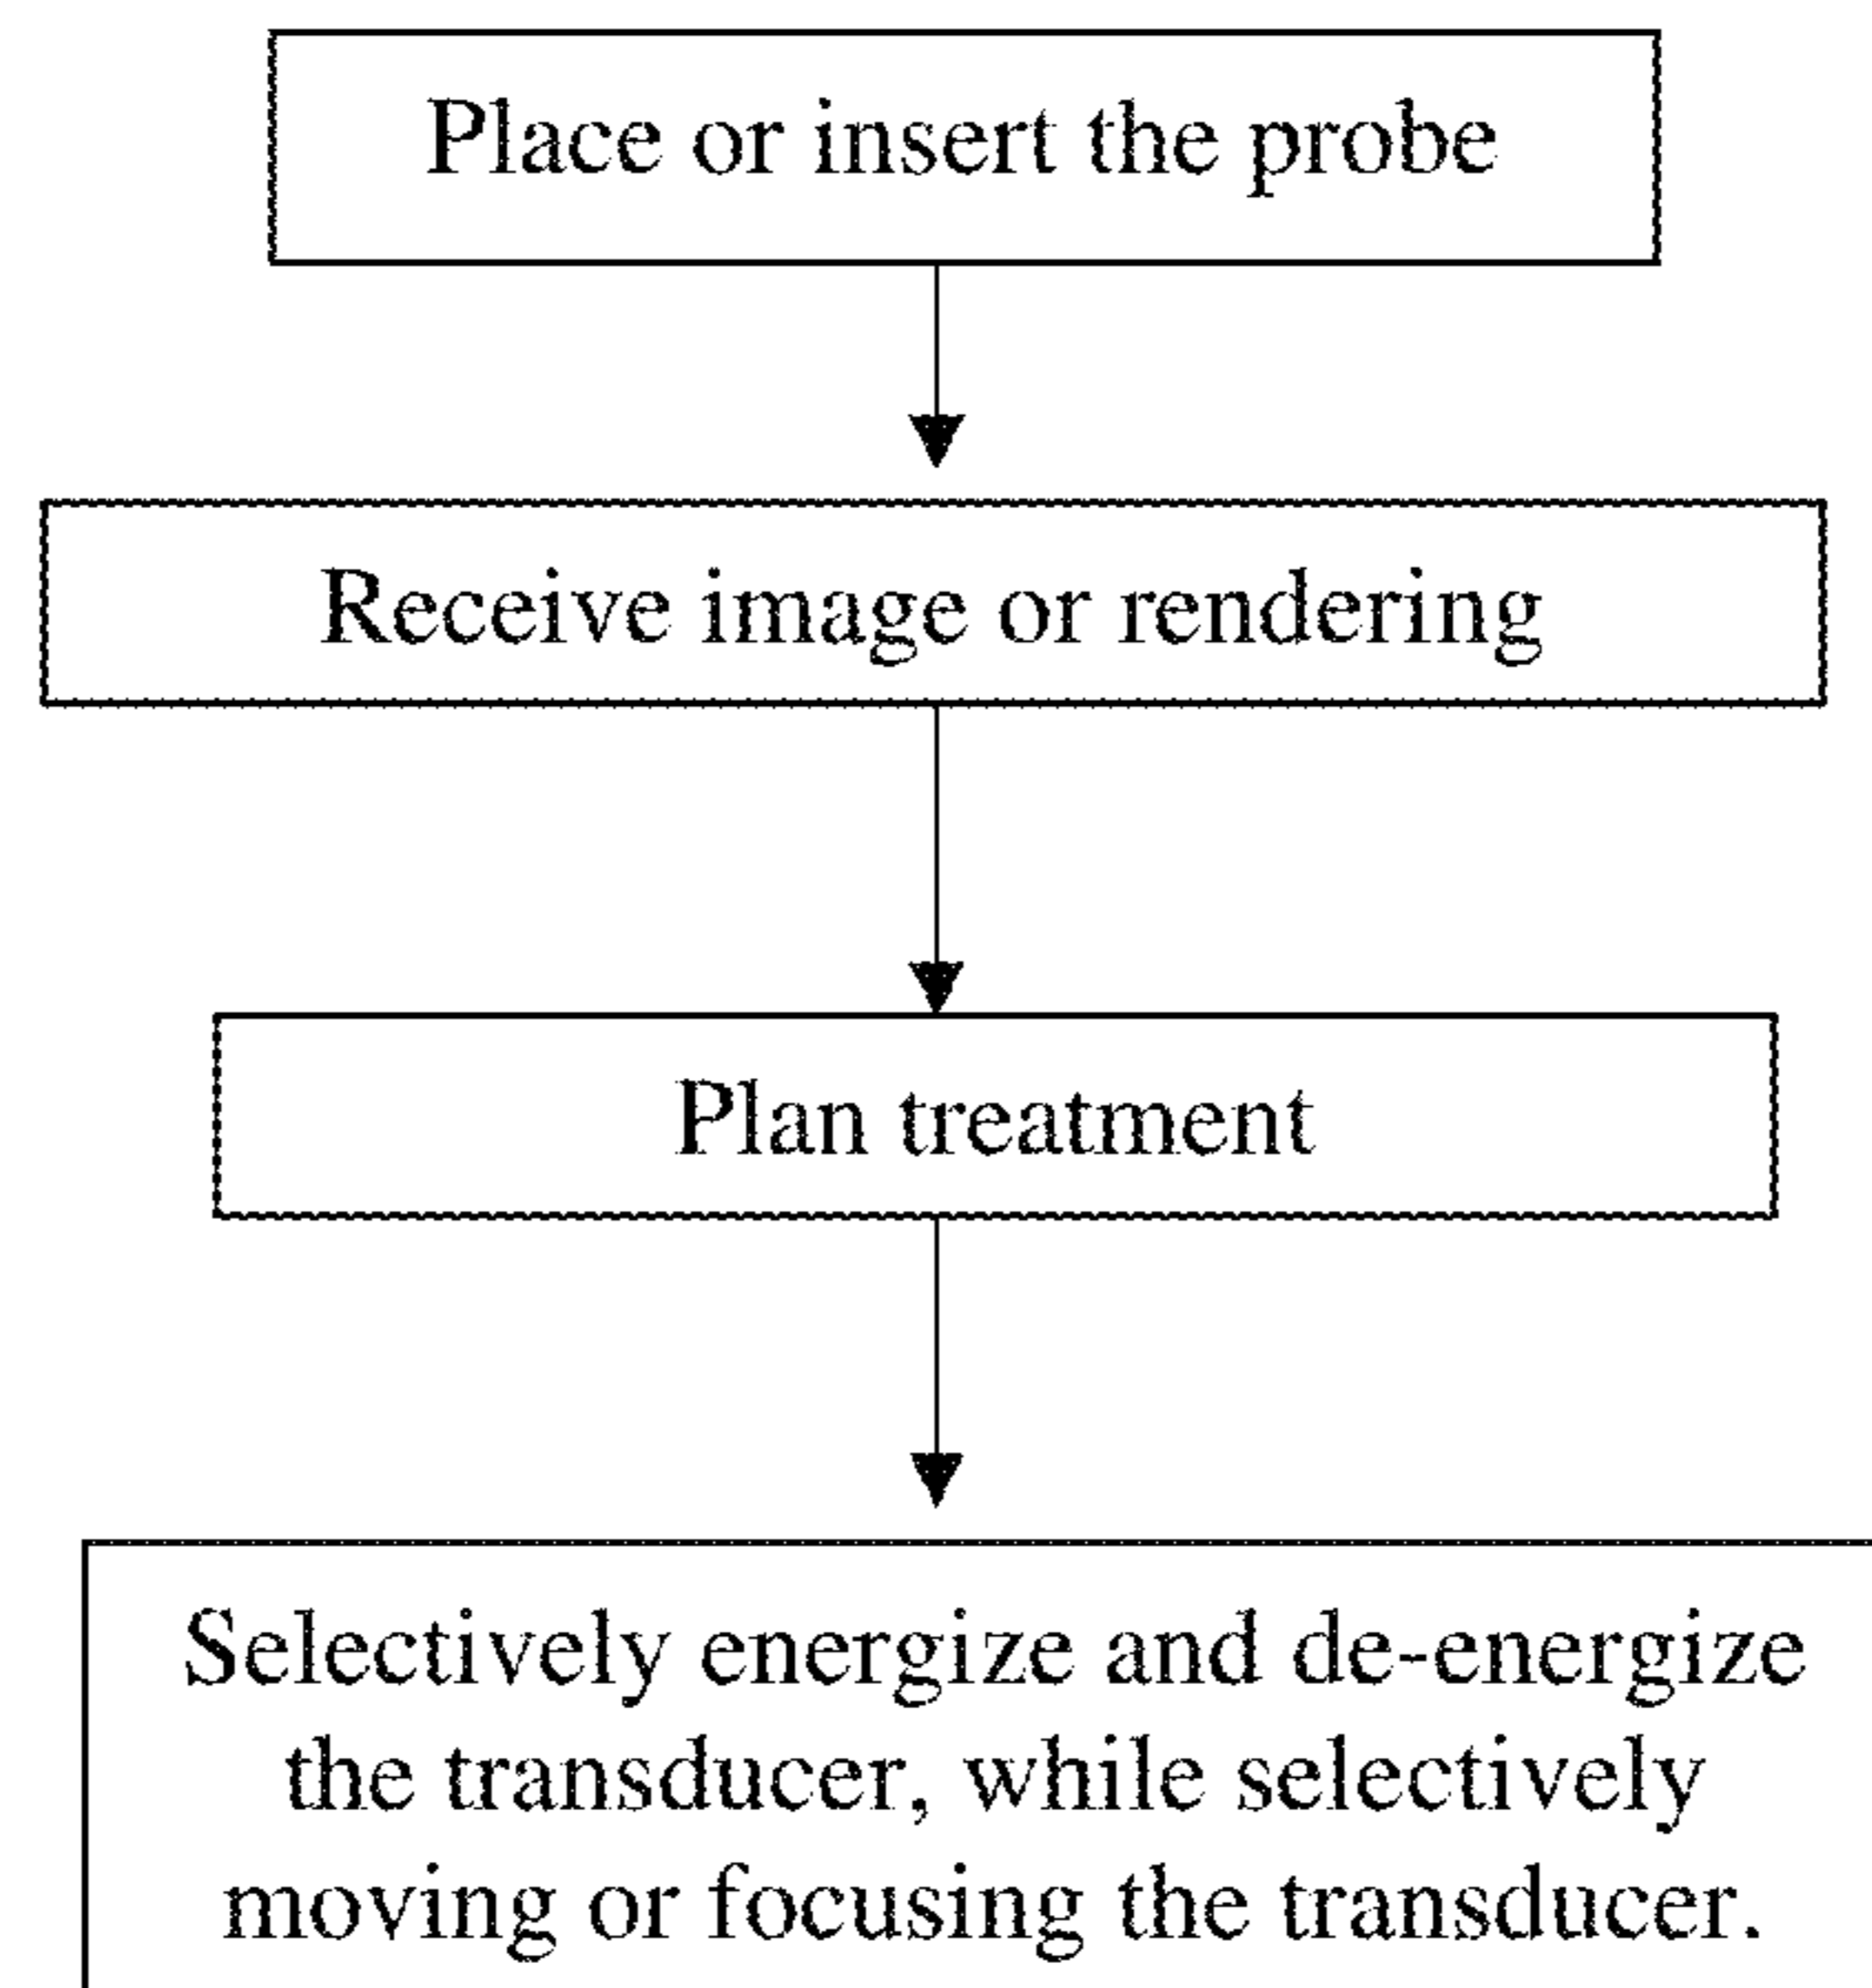 Place or insert the probe
Receive image or rendering
Plan treatment
Selectively energize and de-energize
the transducer, while selectively
moving or focusing the transducer.